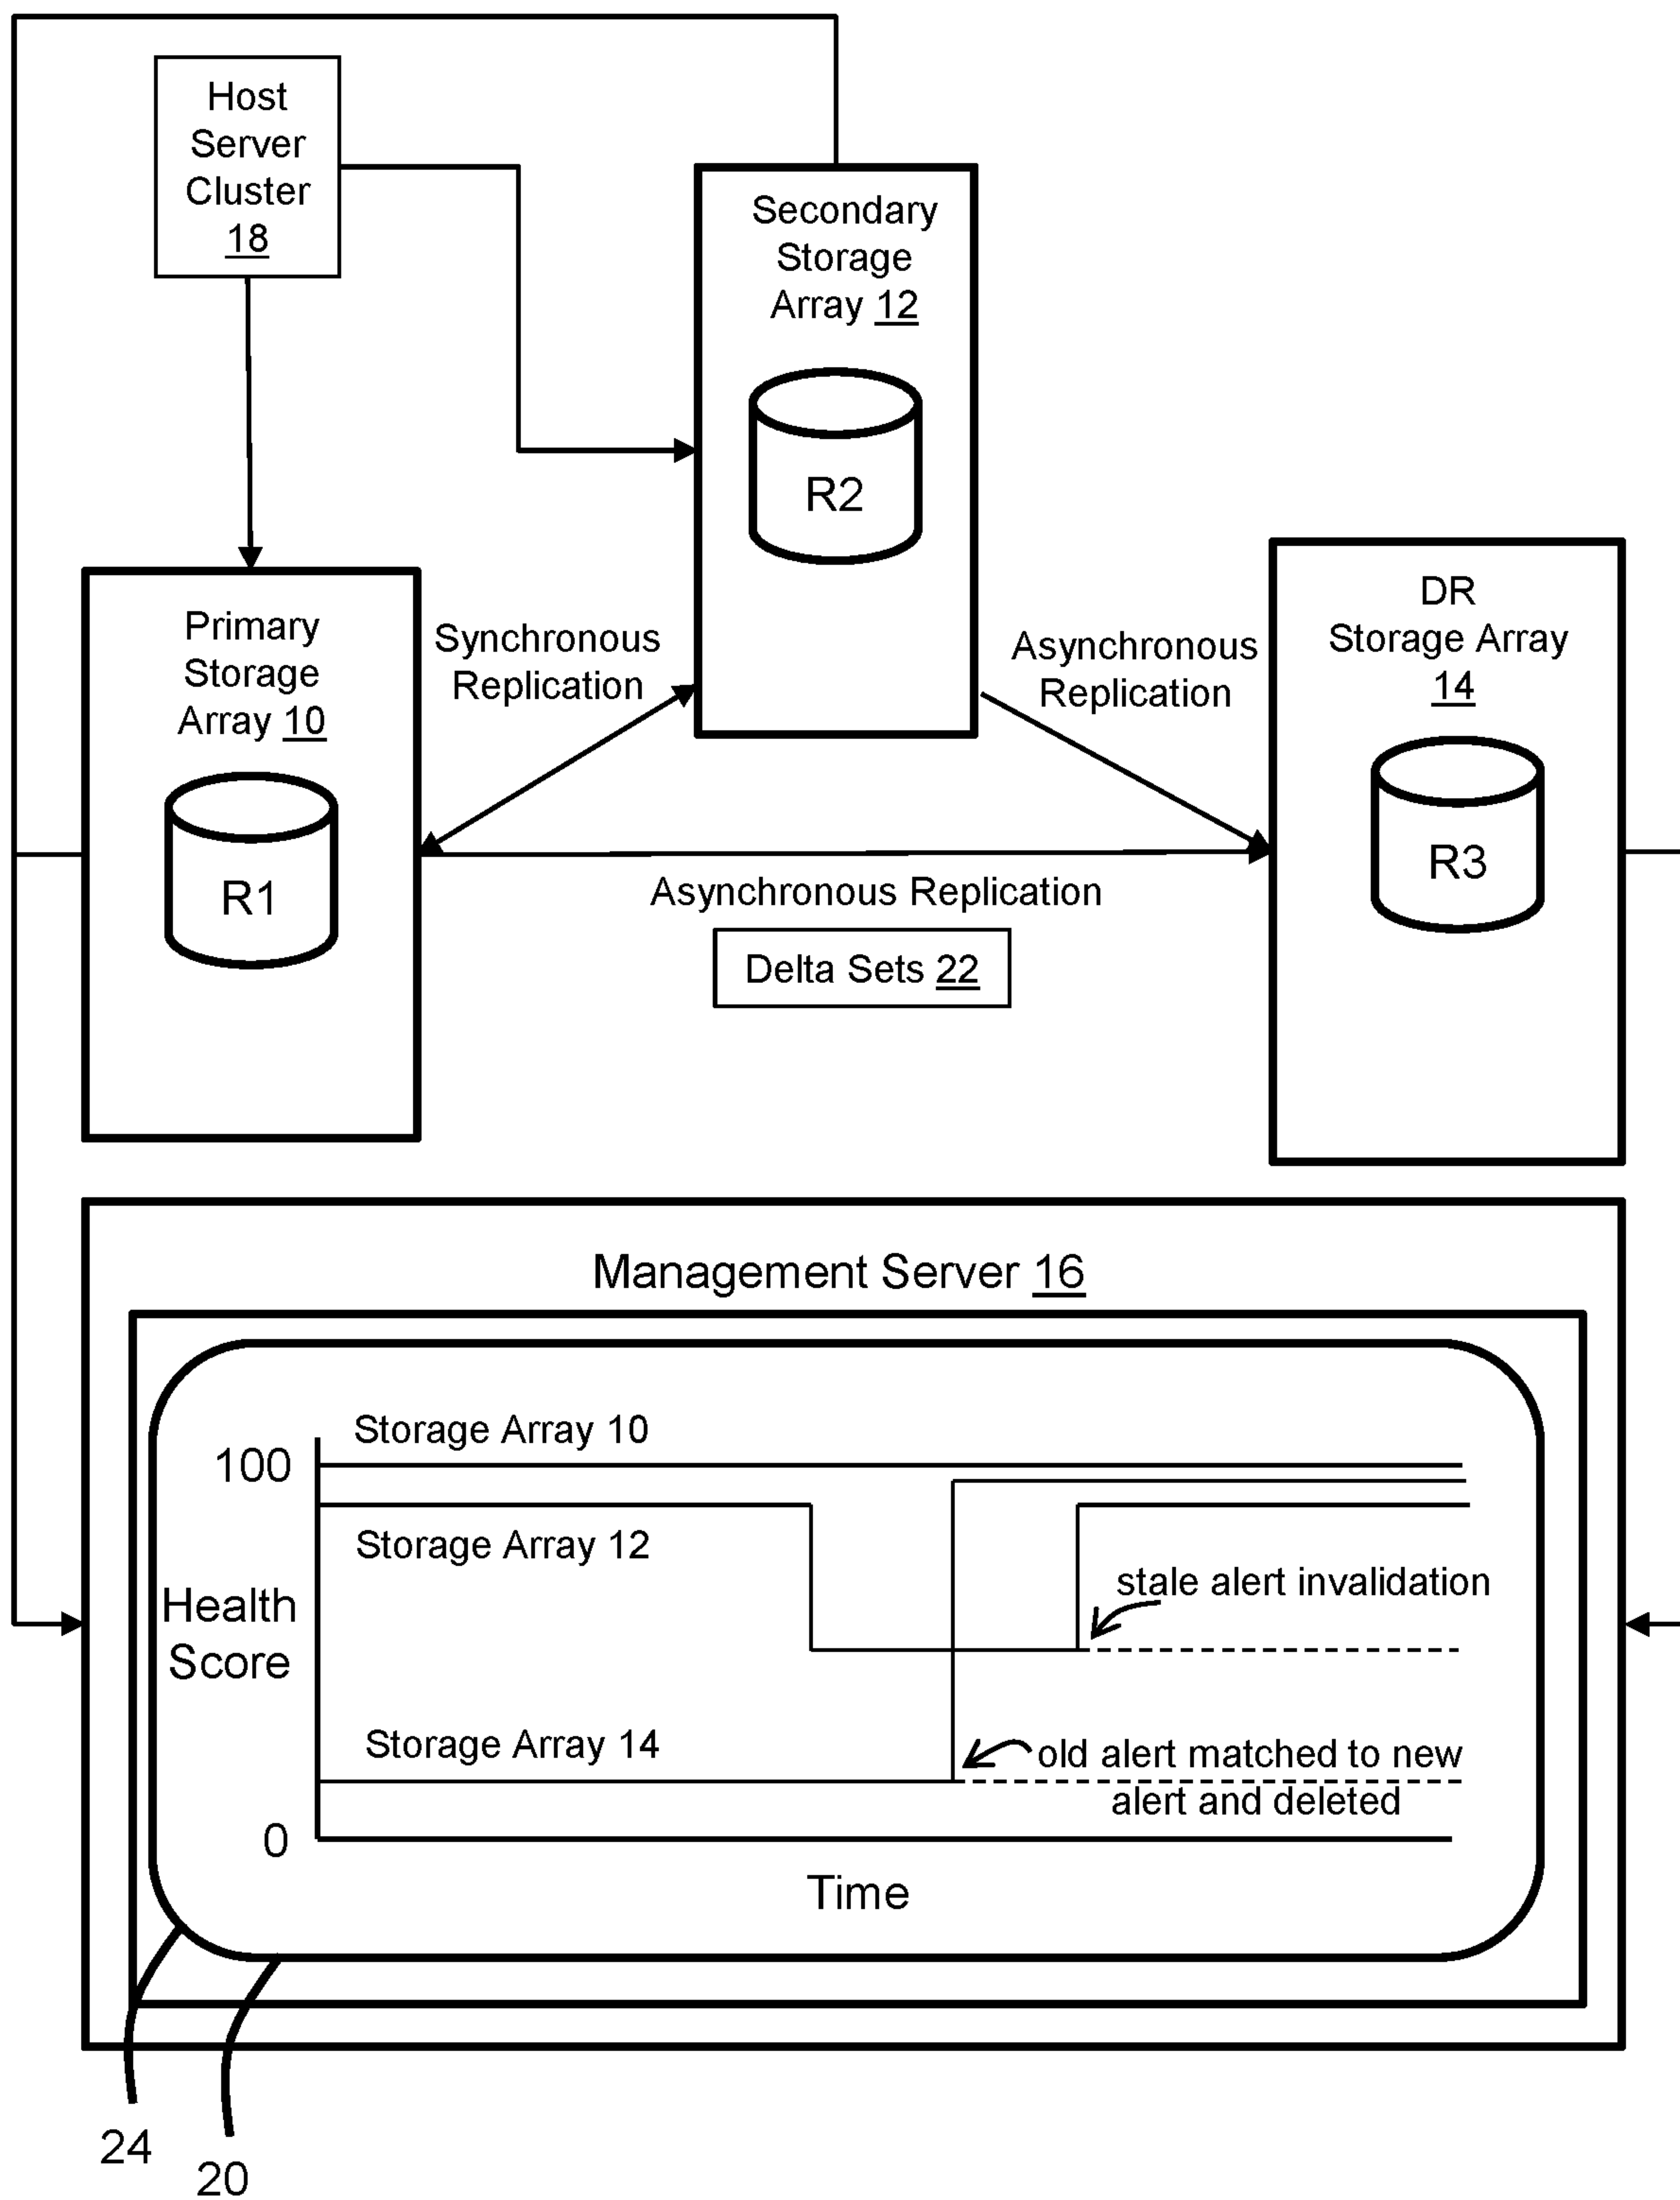 Host
Server
Cluster
18
Secondary
Storage
Array 12
R2
DR
Storage Array
14
R3
Primary
Storage
Array 10
R1
Synchronous
Replication
Asynchronous
Replication
Asynchronous Replication
Delta Sets 22
Management Server 16
Storage Array 10
100
Storage Array 12
stale alert invalidation
Health
Score
Storage Array 14
old alert matched to new
alert and deleted
0
Time
24
20